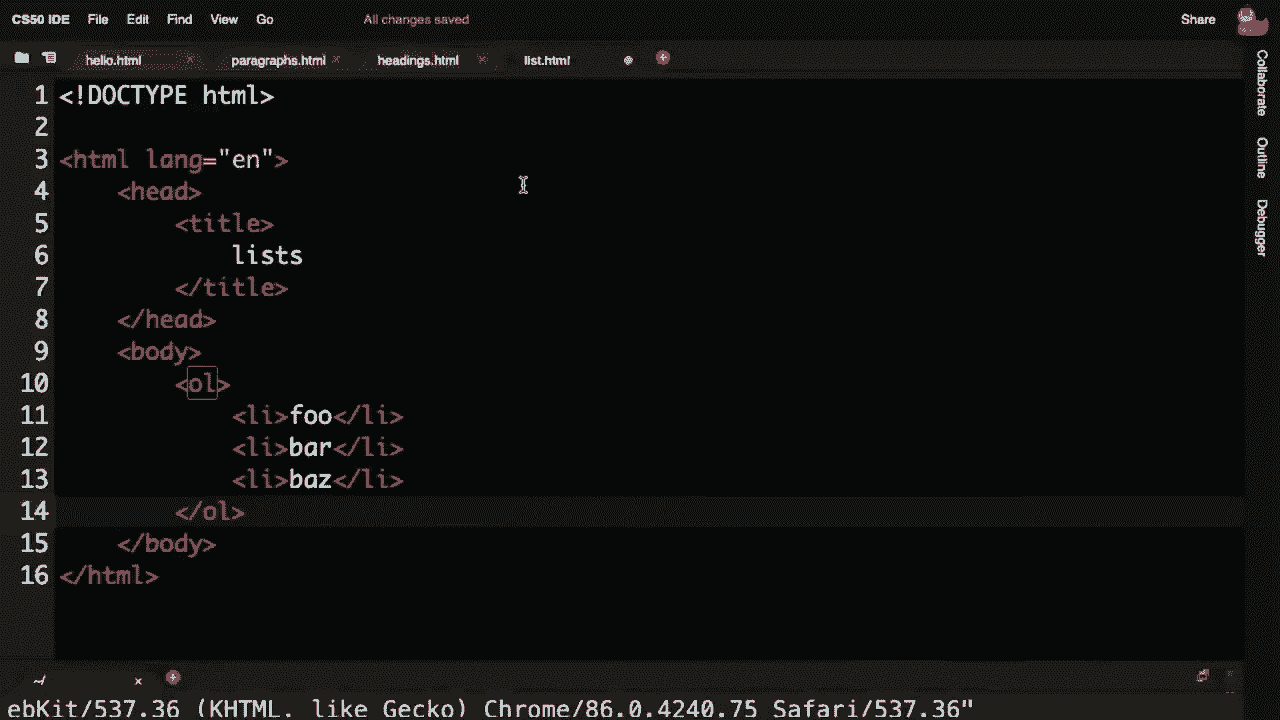 CS50 IDE File Edit Find View Go All changes saved Share
hello.html × paragraphs.html × headings.html × list.html
1 <!DOCTYPE html>
2
3 <html lang="en">
4     <head>
5         <title>
6             lists
7         </title>
8     </head>
9     <body>
10         <ol>
11             <li>foo</li>
12             <li>bar</li>
13             <li>baz</li>
14         </ol>
15     </body>
16 </html>
Collaborate
Outline
Debugger
~/ ×
ebKit/537.36 (KHTML, like Gecko) Chrome/86.0.4240.75 Safari/537.36"